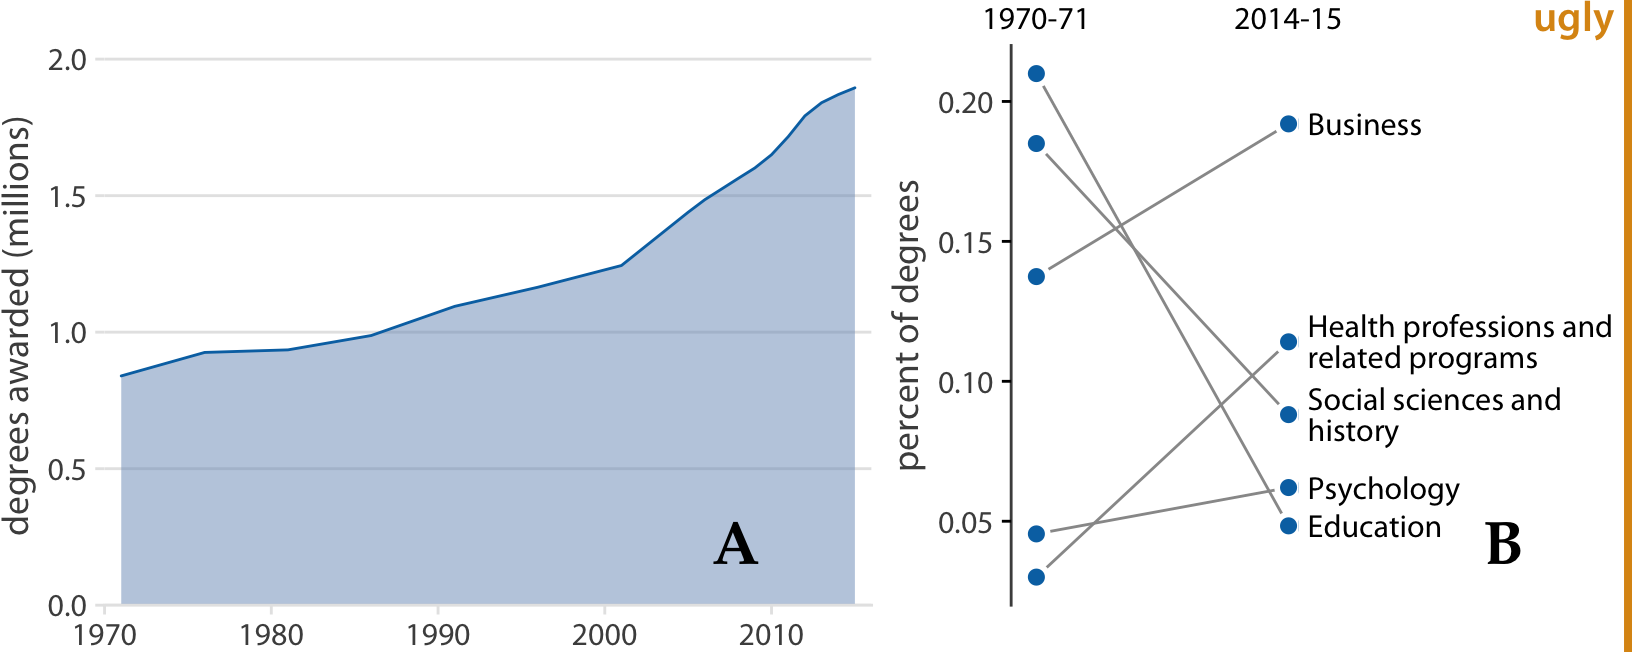 2.0
1.5
1.0
0.5
0.0
degrees awarded (millions)
1970 1980 1990 2000 2010
A
1970-71 2014-15
ugly
0.20
0.15
0.10
0.05
percent of degrees
Business
Health professions and
related programs
Social sciences and
history
Psychology
Education
B